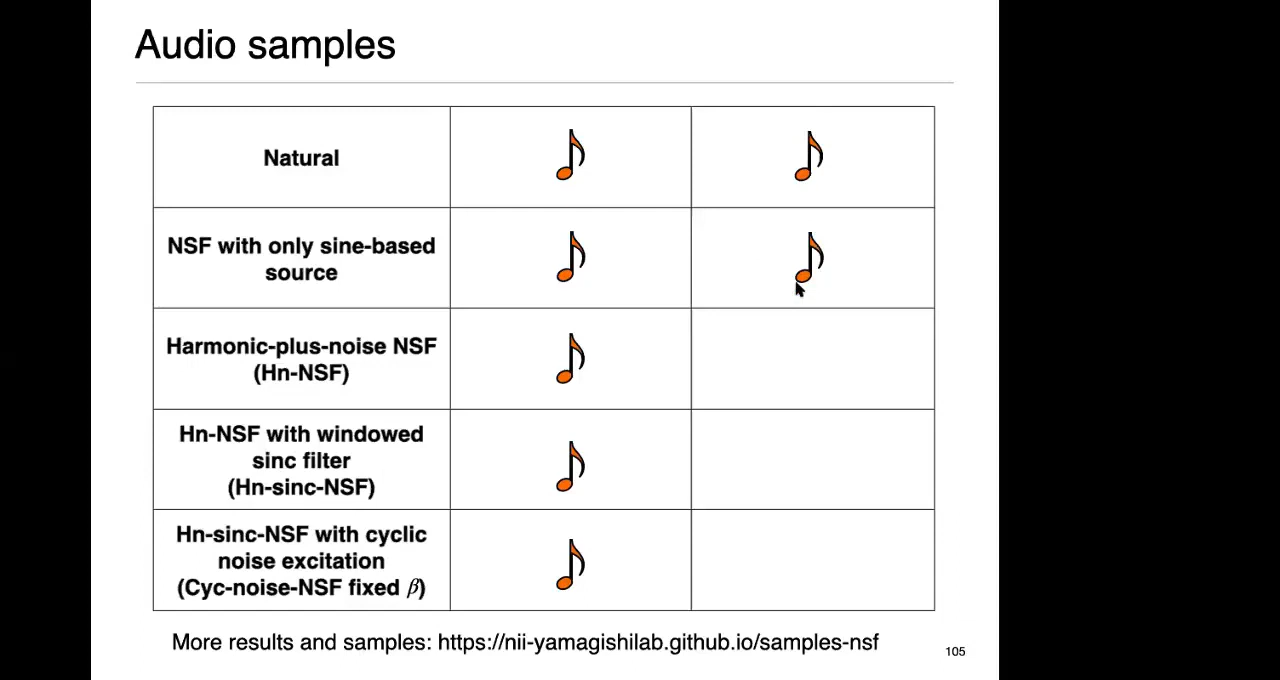 Audio samples
Natural
NSF with only sine-based
source
Harmonic-plus-noise NSF
(Hn-NSF)
Hn-NSF with windowed
sinc filter
(Hn-sinc-NSF)
Hn-sinc-NSF with cyclic
noise excitation
(Cyc-noise-NSF fixed β)
More results and samples: https://nii-yamagishilab.github.io/samples-nsf
105